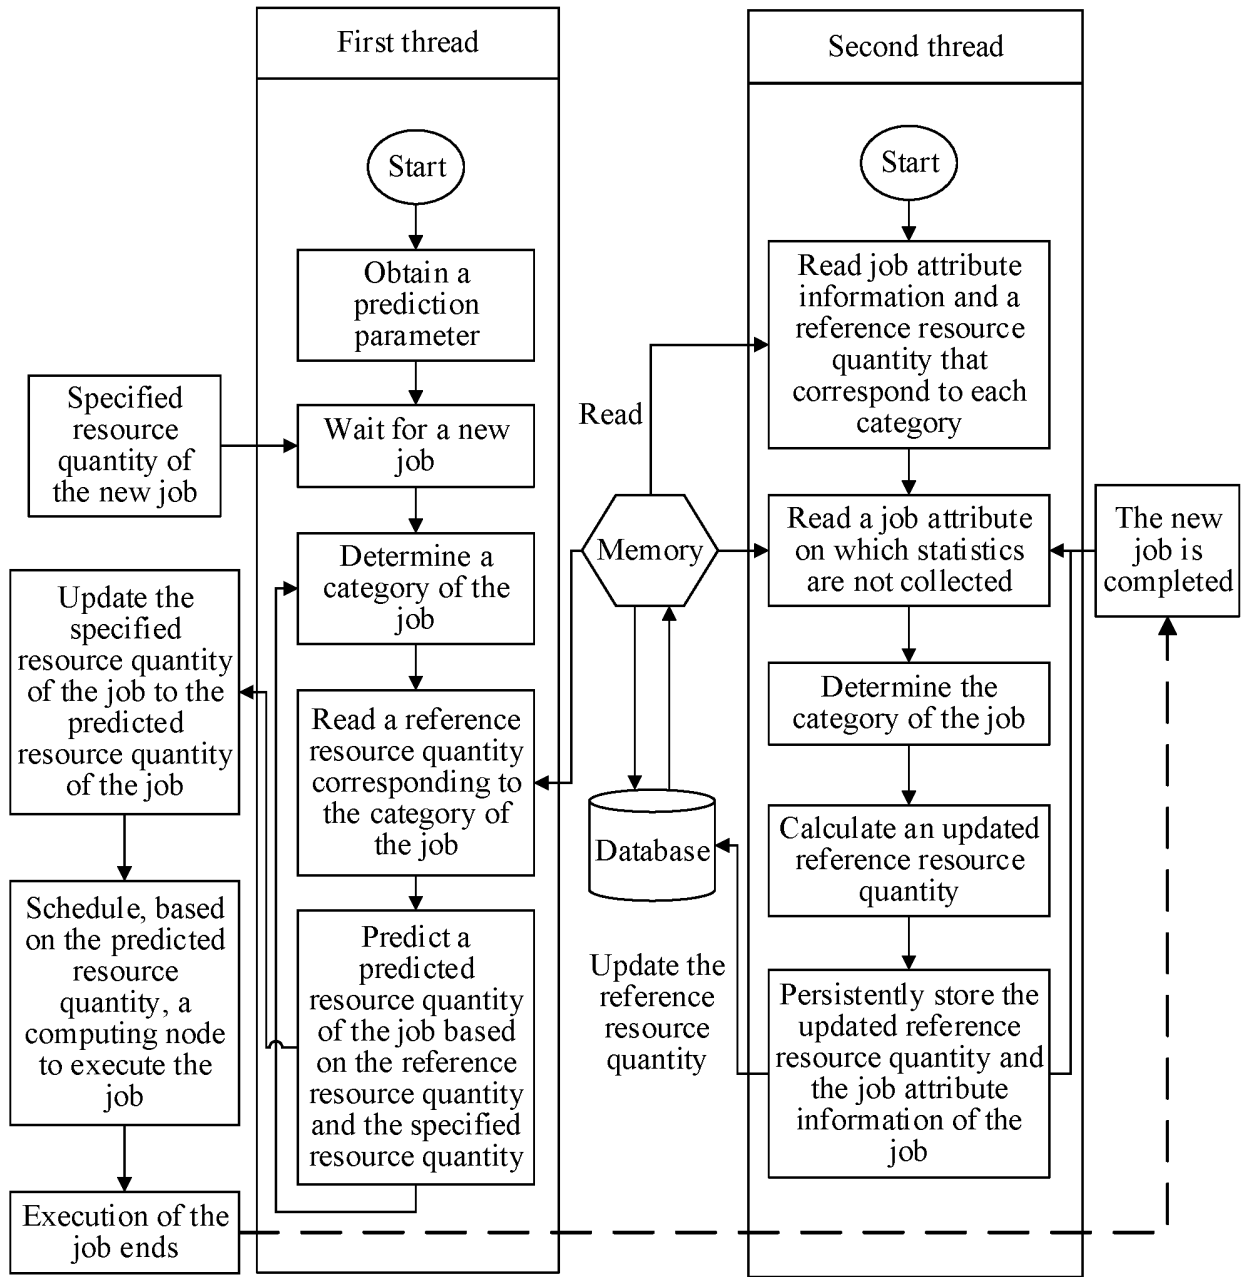 First thread
Start
Obtain a
prediction
parameter
Wait for a new
job
Determine a
category of the
job
Read a reference
resource quantity
corresponding to
the category of
the job
Predict a
predicted
resource quantity
of the job based
on the reference
resource quantity
and the specified
resource quantity
Specified
resource
quantity of
the new job
Update the
specified
resource quantity
of the job to the
predicted
resource quantity
of the job
Schedule, based
on the predicted
resource
quantity, a
computing node
to execute the
job
Execution of the
job ends
Read
Memory
Database
Update the
reference
resource
quantity
Second thread
Start
Read job attribute
information and a
reference resource
quantity that
correspond to each
category
Read a job attribute
on which statistics
are not collected
Determine the
category of the job
Calculate an updated
reference resource
quantity
Persistently store the
updated reference
resource quantity and
the job attribute
information of the
job
The new
job is
completed